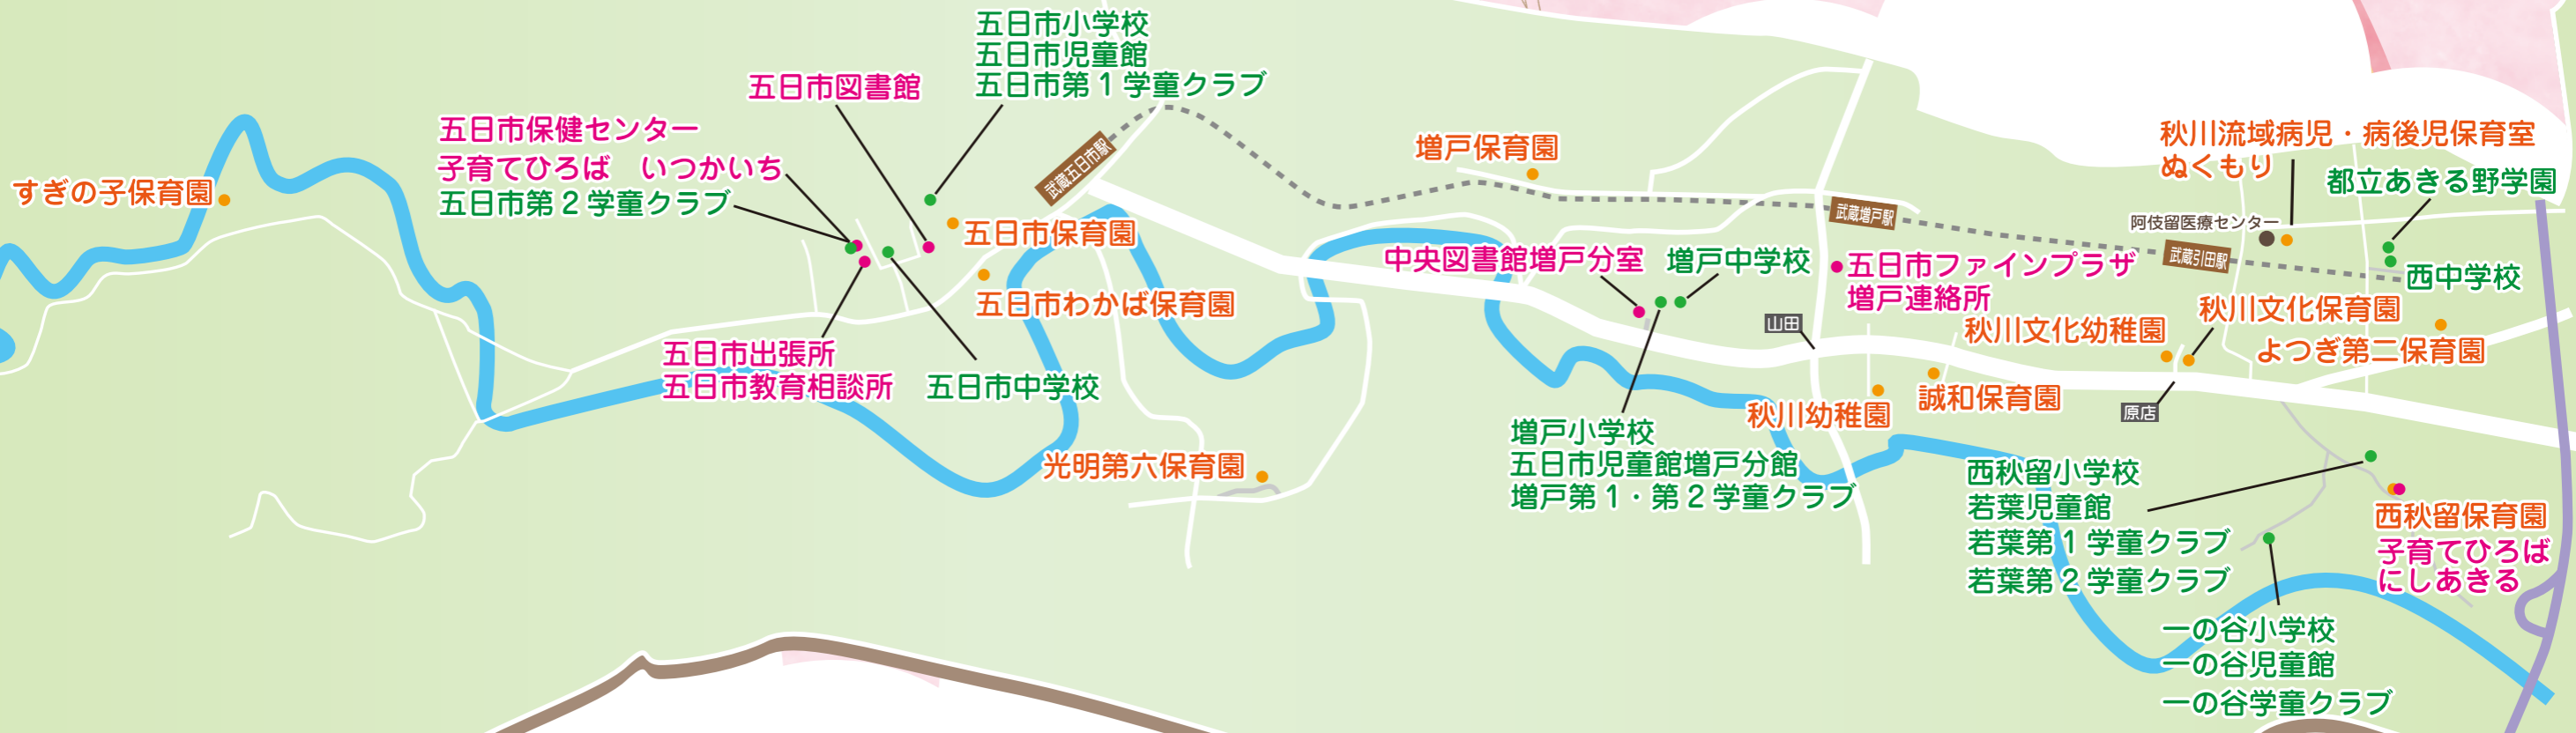 すぎの子保育園
五日市保健センター
子育てひろば　いつかいち
五日市第２学童クラブ
五日市図書館
五日市小学校
五日市児童館
五日市第１学童クラブ
武蔵五日市駅
五日市保育園
五日市わかば保育園
五日市出張所
五日市教育相談所
五日市中学校
光明第六保育園
増戸保育園
中央図書館増戸分室
増戸中学校
武蔵増戸駅
五日市ファインプラザ
増戸連絡所
山田
増戸小学校
五日市児童館増戸分館
増戸第１・第２学童クラブ
秋川幼稚園
誠和保育園
秋川文化幼稚園
秋川文化保育園
原店
秋川流域病児・病後児保育室
ぬくもり
都立あきる野学園
阿伎留医療センター
武蔵引田駅
西中学校
よつぎ第二保育園
西秋留小学校
若葉児童館
若葉第１学童クラブ
若葉第２学童クラブ
西秋留保育園
子育てひろば
にしあきる
一の谷小学校
一の谷児童館
一の谷学童クラブ